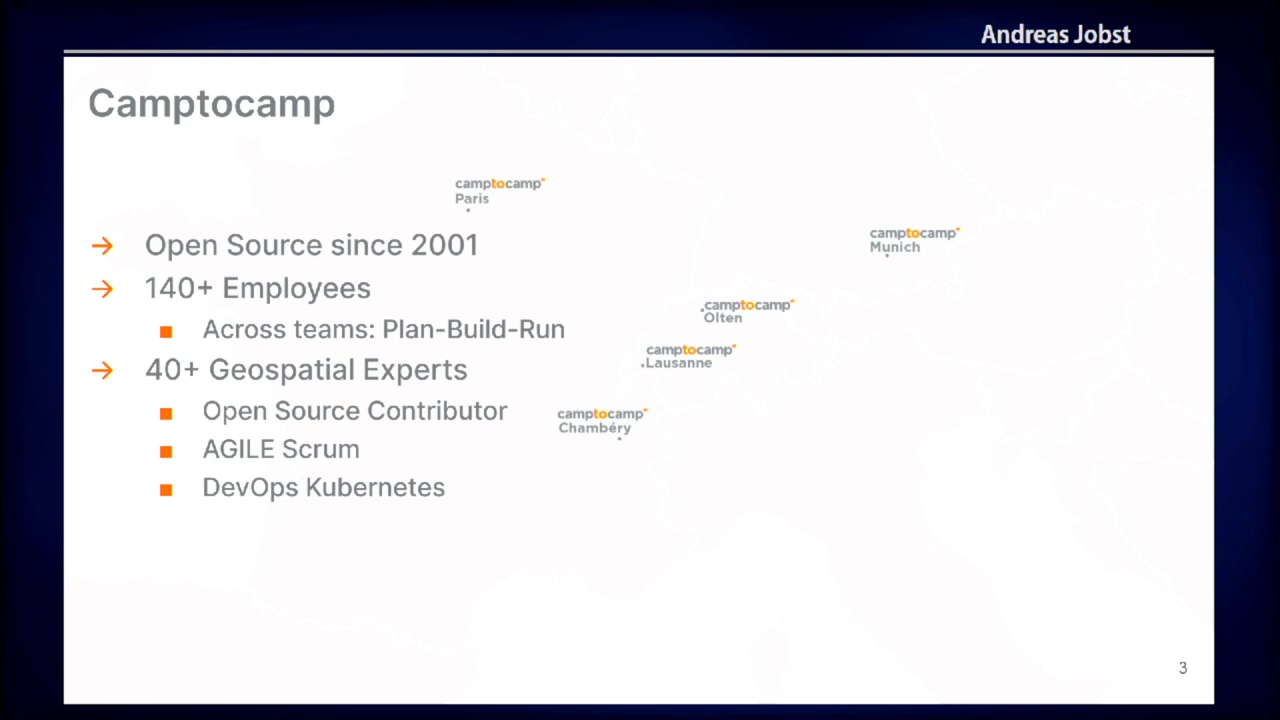 Andreas Jobst
Camptocamp
camptocamp
Paris
camptocamp
Munich
→ Open Source since 2001
→ 140+ Employees
camptocamp
Olten
■ Across teams: Plan-Build-Run
camptocamp
Lausanne
→ 40+ Geospatial Experts
■ Open Source Contributor
camptocamp
Chambéry
■ AGILE Scrum
■ DevOps Kubernetes
3